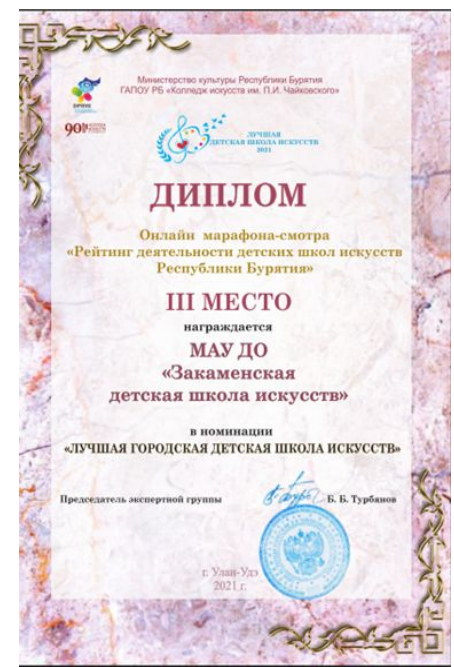 Министерство культуры Республики Бурятия
ГАПОУ РБ «Колледж искусств им. П.И. Чайковского»
ЛУЧШАЯ
ДЕТСКАЯ ШКОЛА ИСКУССТВ
2021
ДИПЛОМ
Онлайн марафона-смотра
«Рейтинг деятельности детских школ искусств
Республики Бурятия»
III МЕСТО
награждается
МАУ ДО
«Закаменская
детская школа искусств»
в номинации
«ЛУЧШАЯ ГОРОДСКАЯ ДЕТСКАЯ ШКОЛА ИСКУССТВ»
Председатель экспертной группы
Б. Б. Турбянов
г. Улан-Удэ
2021 г.